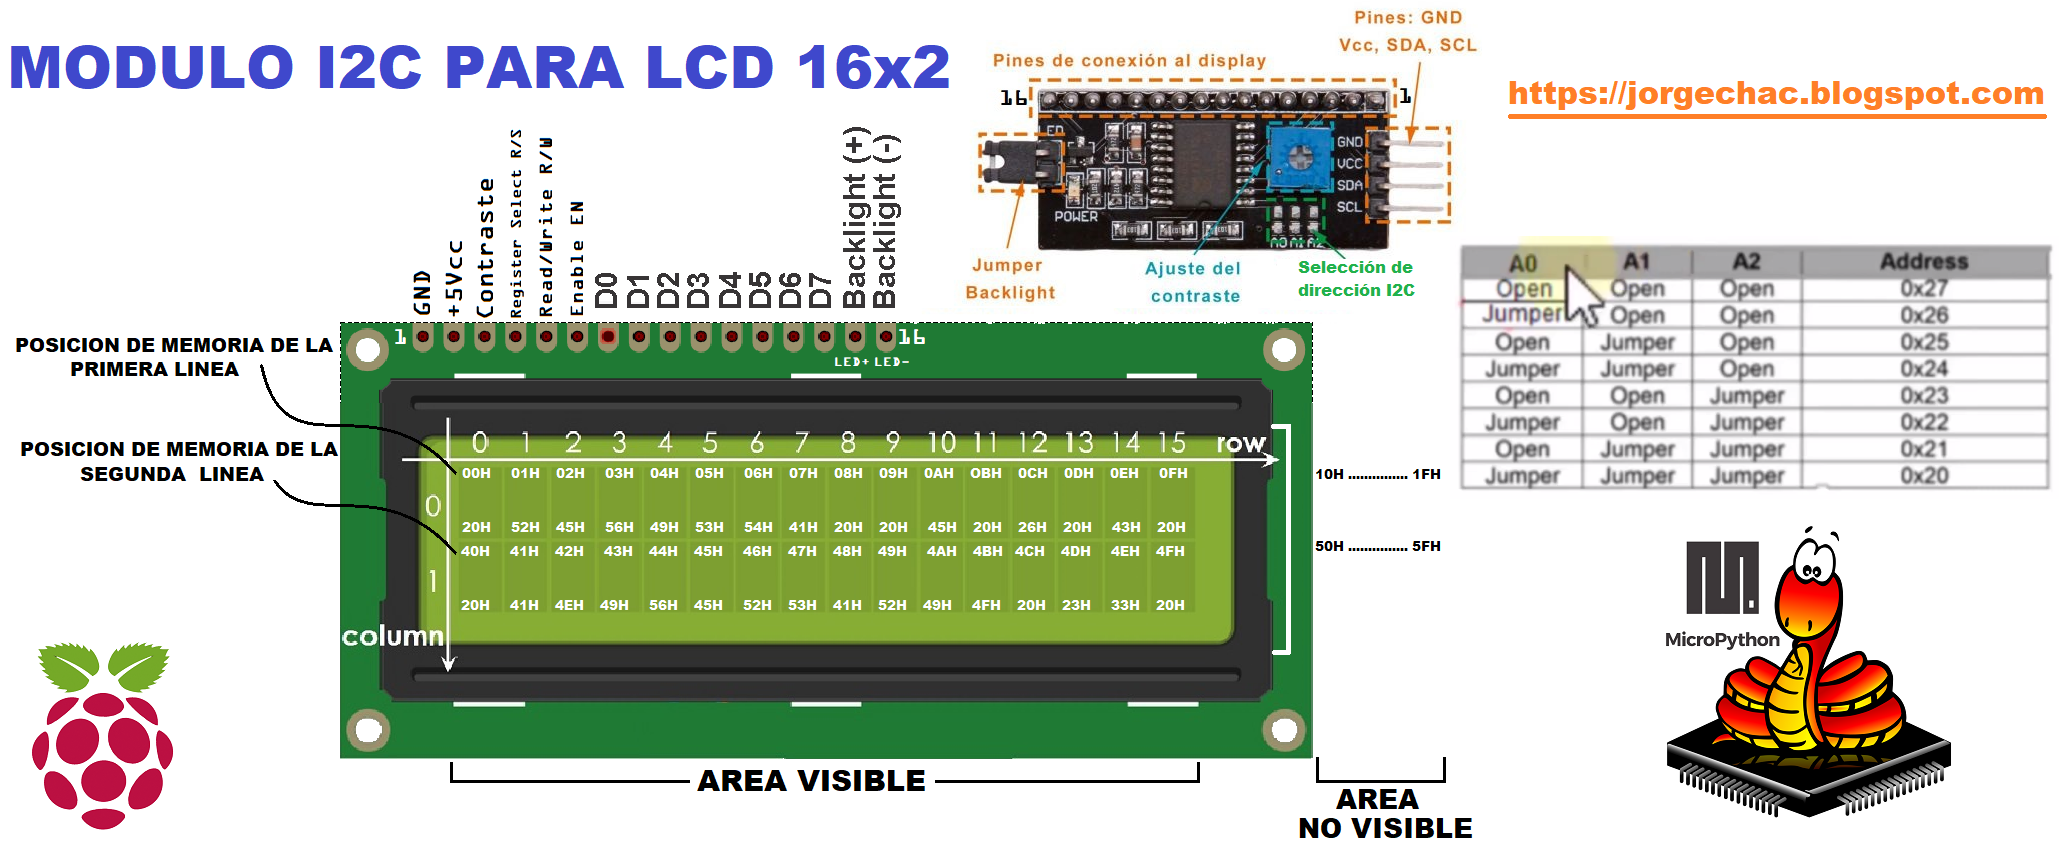 MODULO I2C PARA LCD 16x2
Pines: GND
Vcc, SDA, SCL
Pines de conexión al display
16
1
https://jorgechac.blogspot.com
LED
GND
VCC
SDA
SCL
POWER
A0 A1 A2
Jumper
Backlight
Ajuste del
contraste
Selección de
dirección I2C
A0 A1 A2 Address
Open Open Open 0x27
Jumper Open Open 0x26
Open Jumper Open 0x25
Jumper Jumper Open 0x24
Open Open Jumper 0x23
Jumper Open Jumper 0x22
Open Jumper Jumper 0x21
Jumper Jumper Jumper 0x20
GND
+5Vcc
Contraste
Register Select R/S
Read/Write R/W
Enable EN
D0
D1
D2
D3
D4
D5
D6
D7
Backlight (+)
Backlight (-)
1
16
LED+ LED-
POSICION DE MEMORIA DE LA
PRIMERA LINEA
POSICION DE MEMORIA DE LA
SEGUNDA LINEA
0 1 2 3 4 5 6 7 8 9 10 11 12 13 14 15 row
00H 01H 02H 03H 04H 05H 06H 07H 08H 09H 0AH OBH 0CH 0DH 0EH 0FH
10H ............... 1FH
0
20H 52H 45H 56H 49H 53H 54H 41H 20H 20H 45H 20H 26H 20H 43H 20H
40H 41H 42H 43H 44H 45H 46H 47H 48H 49H 4AH 4BH 4CH 4DH 4EH 4FH
50H ............... 5FH
1
20H 41H 4EH 49H 56H 45H 52H 53H 41H 52H 49H 4FH 20H 23H 33H 20H
column
AREA VISIBLE
AREA
NO VISIBLE
MicroPython